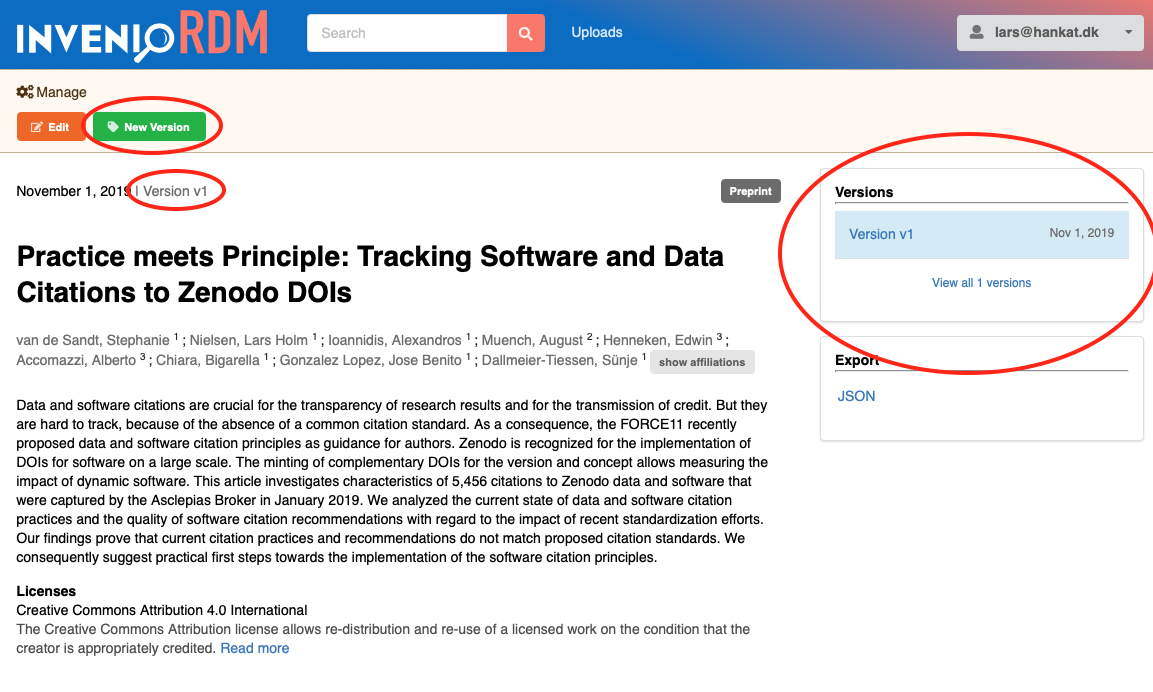 INVENIO RDM
Search
Uploads
lars@hankat.dk
Manage
Edit
New Version
November 1, 2019 | Version v1
Preprint
Practice meets Principle: Tracking Software and Data
Citations to Zenodo DOIs
van de Sandt, Stephanie 1 ; Nielsen, Lars Holm 1 ; Ioannidis, Alexandros 1 ; Muench, August 2 ; Henneken, Edwin 3 ;
Accomazzi, Alberto 3 ; Chiara, Bigarella 1 ; Gonzalez Lopez, Jose Benito 1 ; Dallmeier-Tiessen, Sünje 1 show affiliations
Data and software citations are crucial for the transparency of research results and for the transmission of credit. But they
are hard to track, because of the absence of a common citation standard. As a consequence, the FORCE11 recently
proposed data and software citation principles as guidance for authors. Zenodo is recognized for the implementation of
DOIs for software on a large scale. The minting of complementary DOIs for the version and concept allows measuring the
impact of dynamic software. This article investigates characteristics of 5,456 citations to Zenodo data and software that
were captured by the Asclepias Broker in January 2019. We analyzed the current state of data and software citation
practices and the quality of software citation recommendations with regard to the impact of recent standardization efforts.
Our findings prove that current citation practices and recommendations do not match proposed citation standards. We
consequently suggest practical first steps towards the implementation of the software citation principles.
Licenses
Creative Commons Attribution 4.0 International
The Creative Commons Attribution license allows re-distribution and re-use of a licensed work on the condition that the
creator is appropriately credited. Read more
Versions
Version v1 Nov 1, 2019
View all 1 versions
Export
JSON